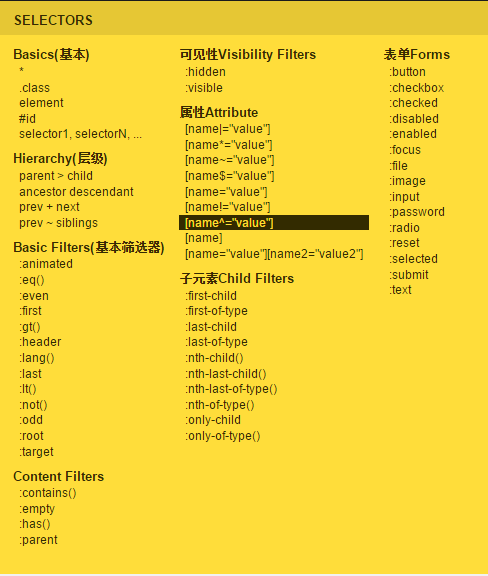 SELECTORS
Basics(基本)
*
.class
element
#id
selector1, selectorN, ...
Hierarchy(层级)
parent > child
ancestor descendant
prev + next
prev ~ siblings
Basic Filters(基本筛选器)
:animated
:eq()
:even
:first
:gt()
:header
:lang()
:last
:lt()
:not()
:odd
:root
:target
Content Filters
:contains()
:empty
:has()
:parent
可见性Visibility Filters
:hidden
:visible
属性Attribute
[name|="value"]
[name*="value"]
[name~="value"]
[name$="value"]
[name="value"]
[name!="value"]
[name^="value"]
[name]
[name="value"][name2="value2"]
子元素Child Filters
:first-child
:first-of-type
:last-child
:last-of-type
:nth-child()
:nth-last-child()
:nth-last-of-type()
:nth-of-type()
:only-child
:only-of-type()
表单Forms
:button
:checkbox
:checked
:disabled
:enabled
:focus
:file
:image
:input
:password
:radio
:reset
:selected
:submit
:text